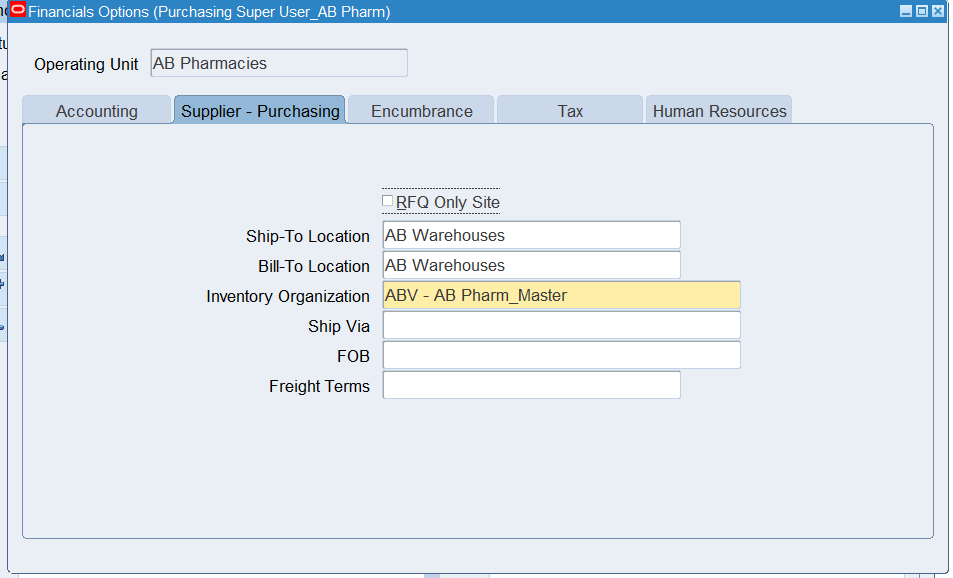 Financials Options (Purchasing Super User_AB Pharm)
Operating Unit AB Pharmacies
Accounting Supplier - Purchasing Encumbrance Tax Human Resources
RFQ Only Site
Ship-To Location AB Warehouses
Bill-To Location AB Warehouses
Inventory Organization ABV - AB Pharm_Master
Ship Via
FOB
Freight Terms